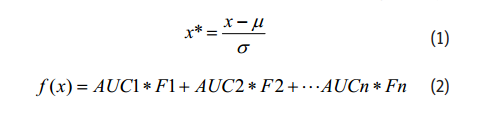 x* = (x − μ) / σ (1)
f(x) = AUC1 * F1 + AUC2 * F2 + ⋯AUCn * Fn (2)